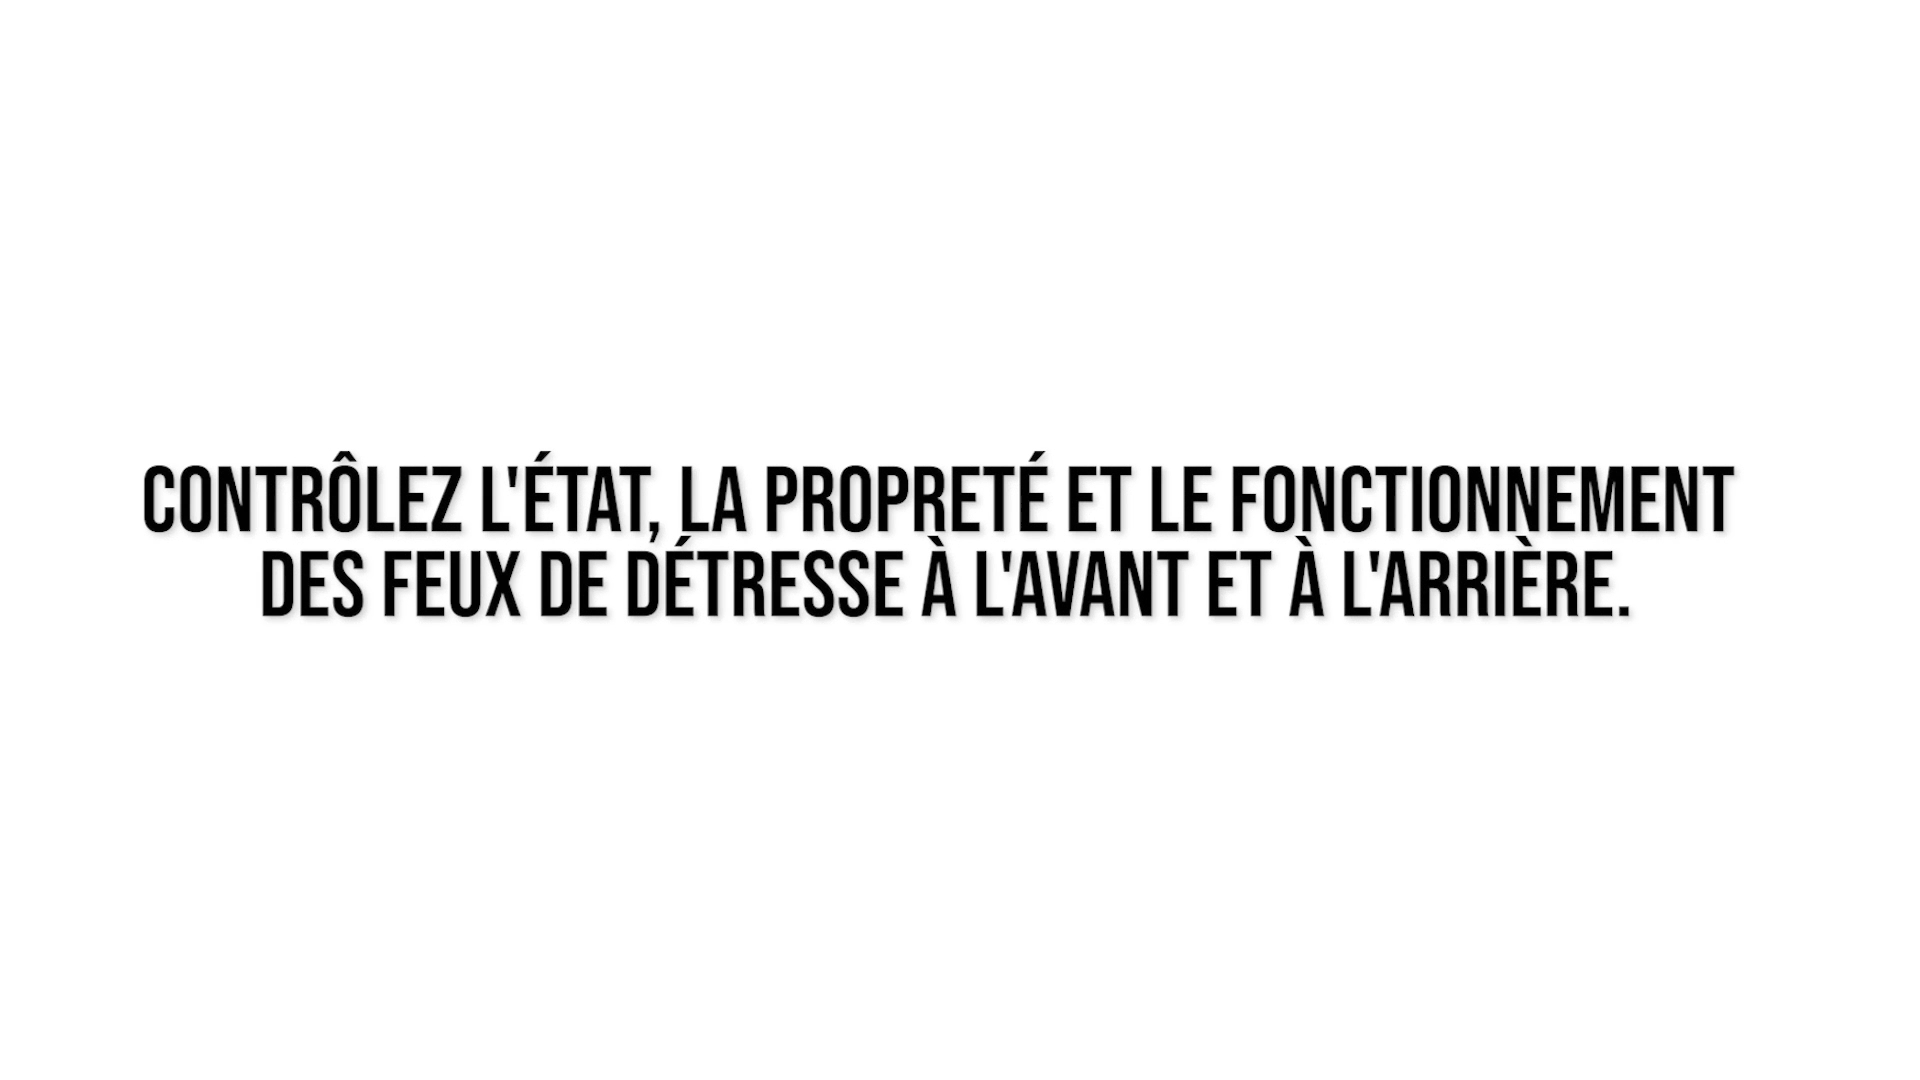 CONTRÔLEZ L'ÉTAT, LA PROPRETÉ ET LE FONCTIONNEMENT
DES FEUX DE DÉTRESSE À L'AVANT ET À L'ARRIÈRE.